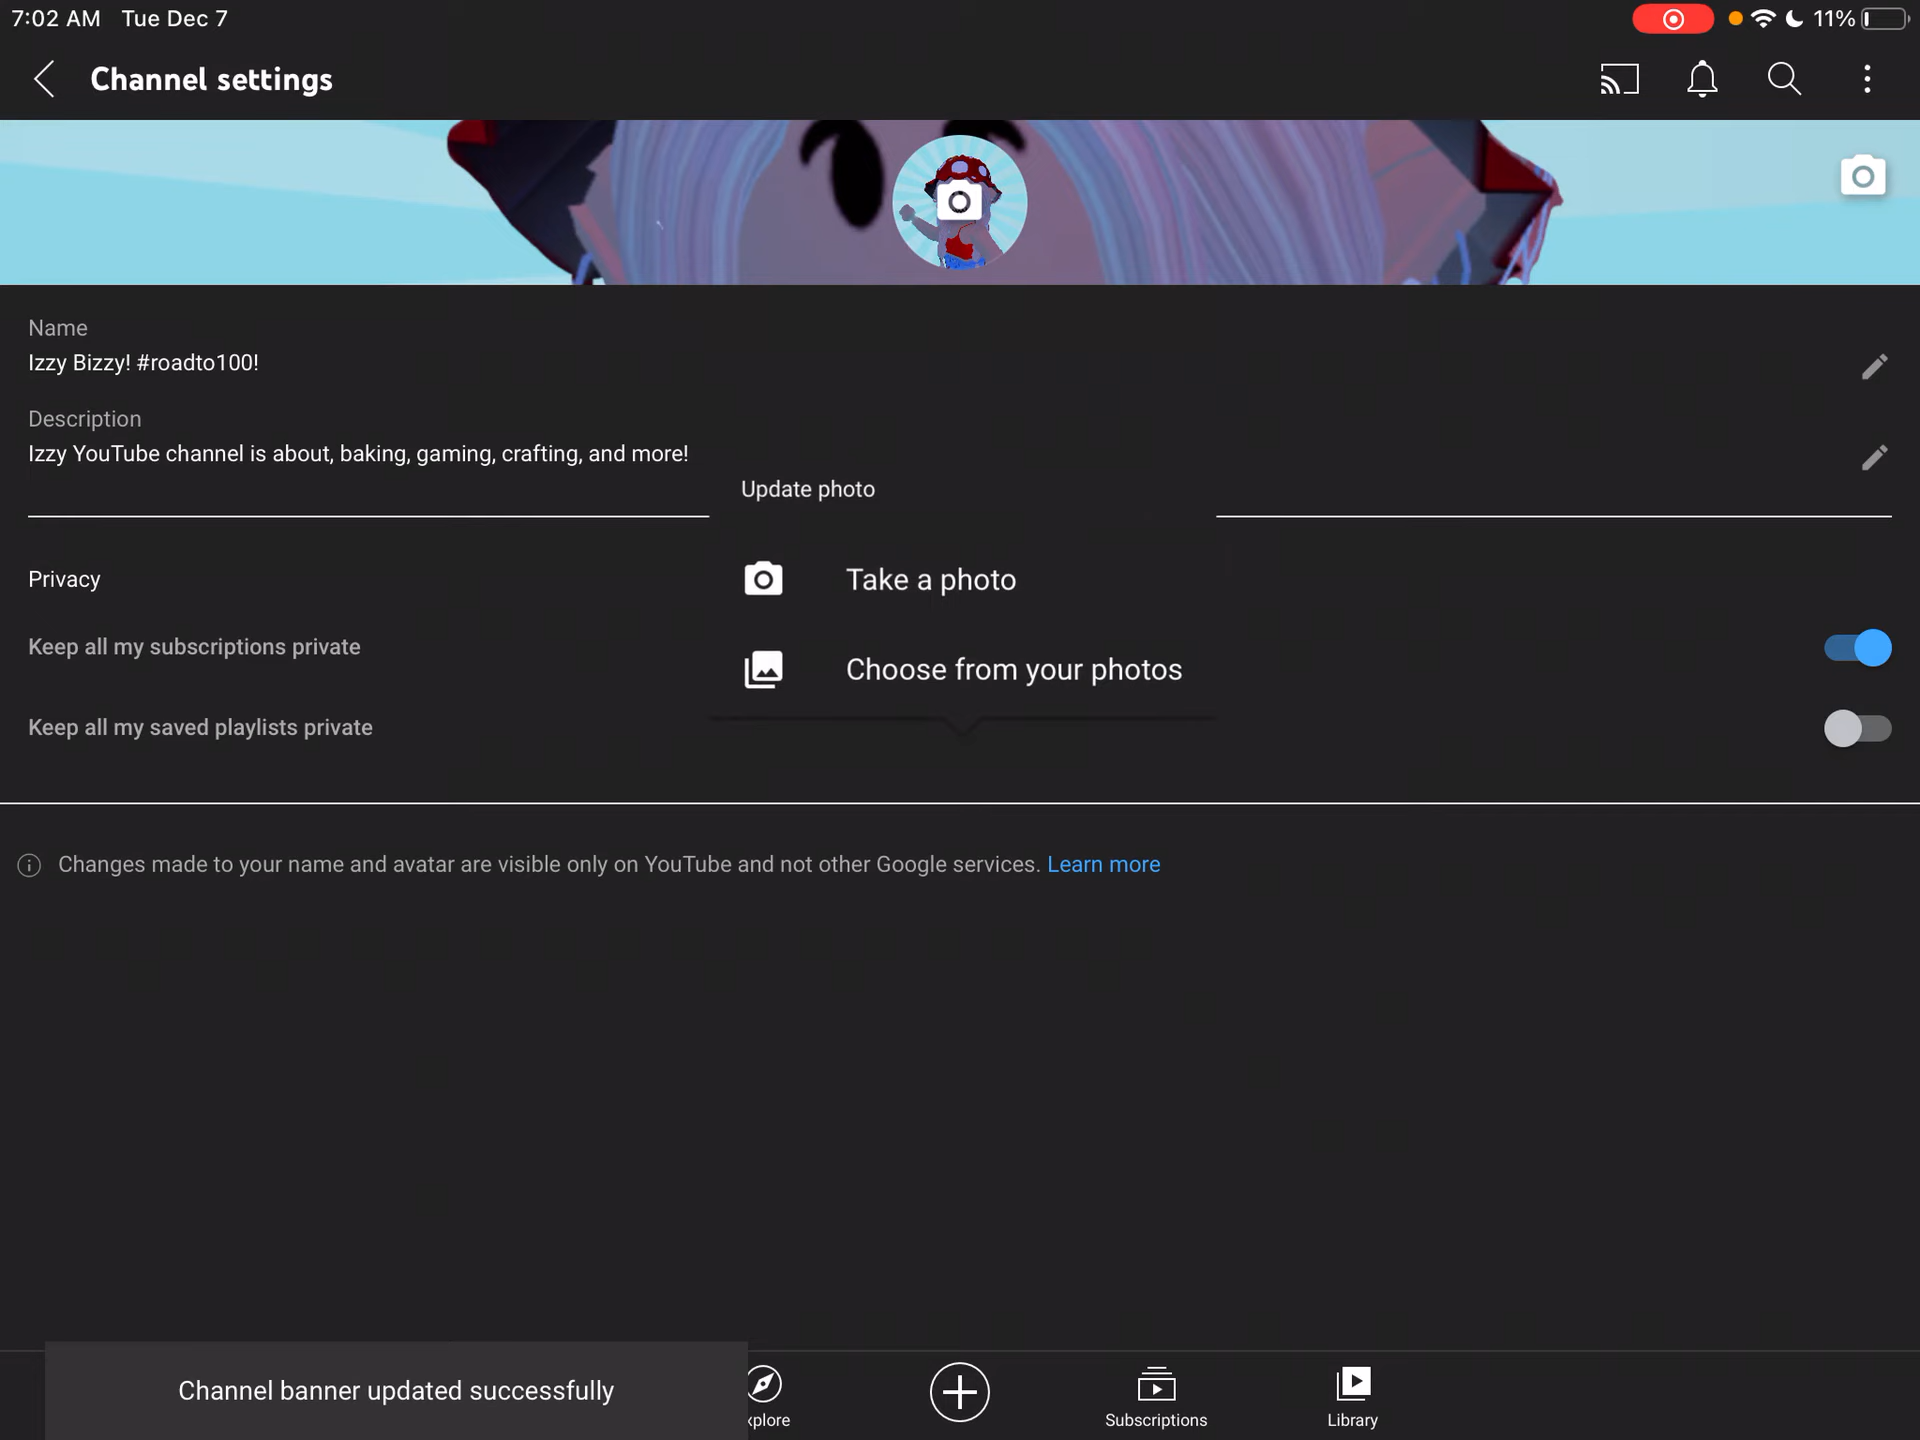 7:02 AM Tue Dec 7
11%
Channel settings
Name
Izzy Bizzy! #roadto100!
Description
Izzy YouTube channel is about, baking, gaming, crafting, and more!
Update photo
Take a photo
Choose from your photos
Privacy
Keep all my subscriptions private
Keep all my saved playlists private
Changes made to your name and avatar are visible only on YouTube and not other Google services. Learn more
Channel banner updated successfully
xplore
Subscriptions
Library